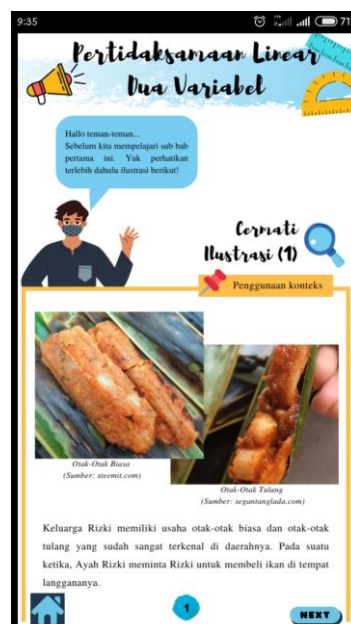 9:35
71
Pertidaksamaan Linear
Dua Variabel
Hallo teman-teman...
Sebelum kita mempelajari sub bab
pertama ini. Yuk perhatikan
terlebih dahulu ilustrasi berikut!
Cermati
Ilustrasi (1)
Penggunaan konteks
Otak-Otak Biasa
(Sumber: steemit.com)
Otak-Otak Tulang
(Sumber: segantanglada.com)
Keluarga Rizki memiliki usaha otak-otak biasa dan otak-otak
tulang yang sudah sangat terkenal di daerahnya. Pada suatu
ketika, Ayah Rizki meminta Rizki untuk membeli ikan di tempat
langgananya.
1
NEXT